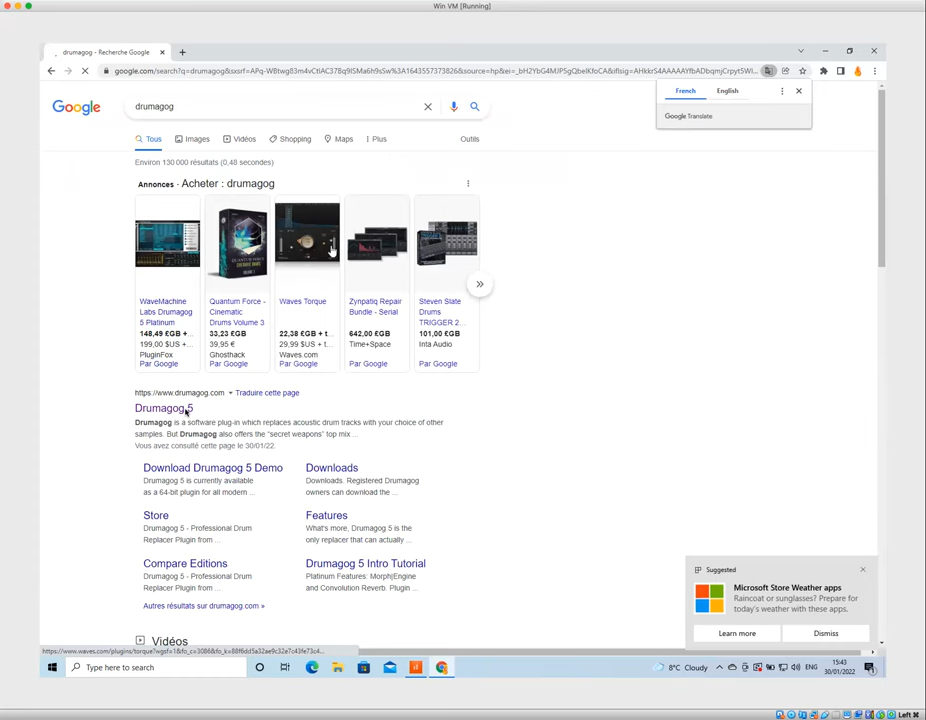 Win VM [Running]
drumagog - Recherche Google
French
English
Google Translate
Google
drumagog
Tous
Images
Vidéos
Shopping
Maps
Plus
Outils
Environ 130 000 résultats (0,48 secondes)
Annonces · Acheter : drumagog
WaveMachine
Labs Drumagog
5 Platinum
148,49 £GB +...
199,00 $US +...
PluginFox
Par Google
Quantum Force -
Cinematic
Drums Volume 3
33,23 £GB
39,95 €
Ghosthack
Par Google
Waves Torque
22,38 £GB + t...
29,99 $US + t...
Waves.com
Par Google
Zynpatiq Repair
Bundle - Serial
642,00 £GB
Time+Space
Par Google
Steven Slate
Drums
TRIGGER 2...
101,00 £GB
Inta Audio
Par Google
https://www.drumagog.com
Traduire cette page
Drumagog 5
Drumagog is a software plug-in which replaces acoustic drum tracks with your choice of other
samples. But Drumagog also offers the “secret weapons” top mix ...
Vous avez consulté cette page le 30/01/22.
Download Drumagog 5 Demo
Drumagog 5 is currently available
as a 64-bit plugin for all modern ...
Downloads
Downloads. Registered Drumagog
owners can download the ...
Store
Drumagog 5 - Professional Drum
Replacer Plugin from ...
Features
What's more, Drumagog 5 is the
only replacer that can actually ...
Compare Editions
Drumagog 5 - Professional Drum
Replacer Plugin from ...
Drumagog 5 Intro Tutorial
Platinum Features: Morph|Engine
and Convolution Reverb. Plugin ...
Autres résultats sur drumagog.com »
Vidéos
Suggested
Microsoft Store Weather apps
Raincoat or sunglasses? Prepare for
today's weather with these apps.
Learn more
Dismiss
Type here to search
8°C Cloudy
ENG
15:43
30/01/2022
Left ⌘